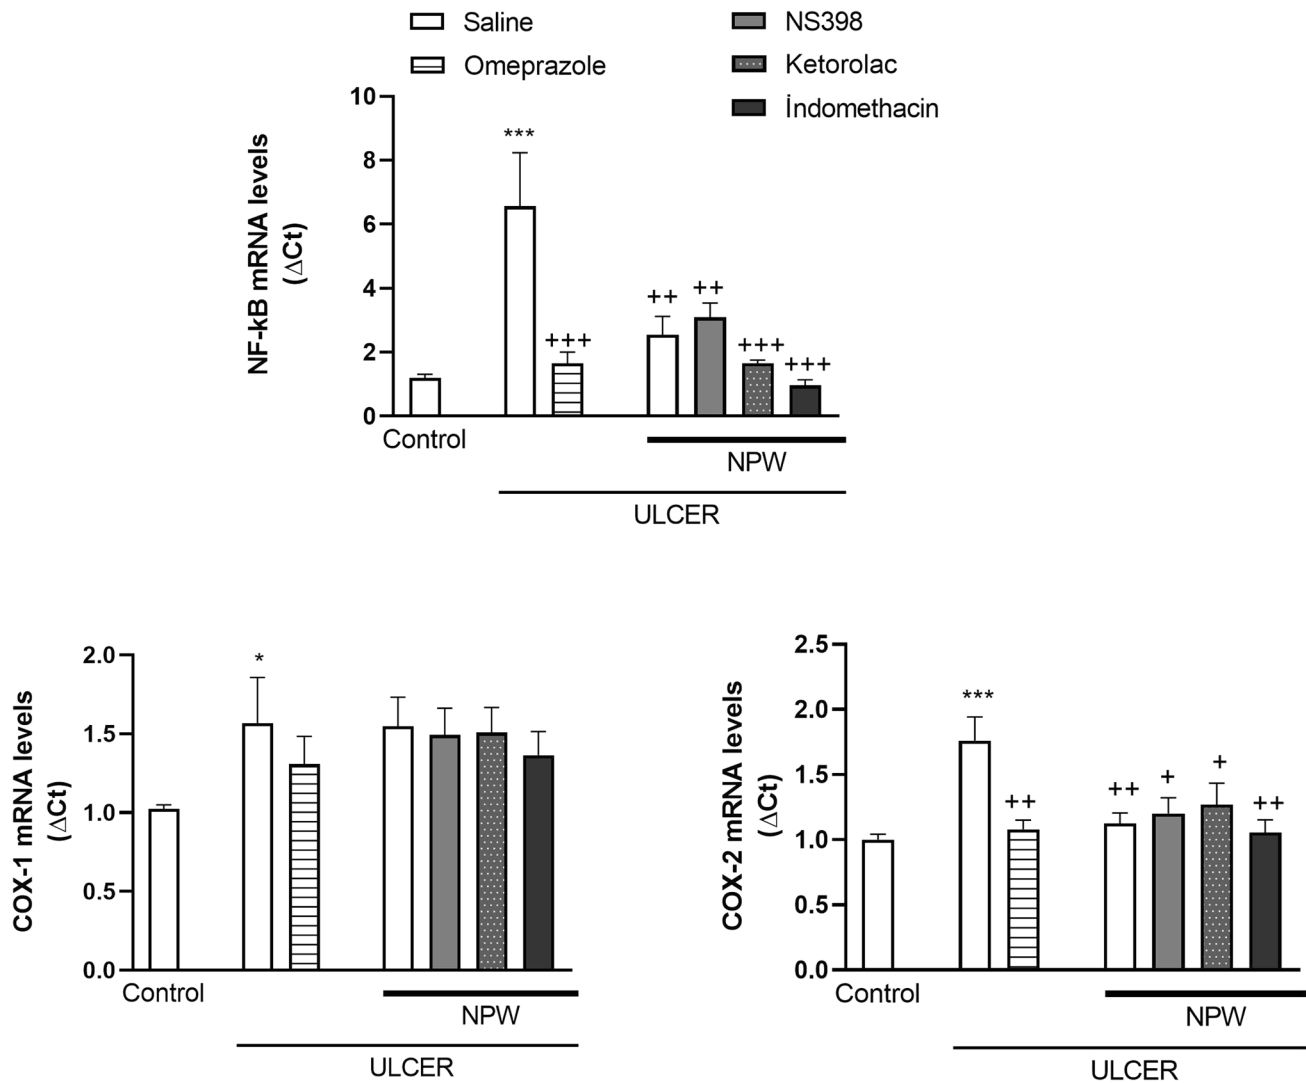 Saline
Omeprazole
NS398
Ketorolac
İndomethacin
NF-kB mRNA levels
(ΔCt)
10
8
6
4
2
0
***
+++
++
++
+++
+++
Control
NPW
ULCER
COX-1 mRNA levels
(ΔCt)
2.0
1.5
1.0
0.5
0.0
*
Control
NPW
ULCER
COX-2 mRNA levels
(ΔCt)
2.5
2.0
1.5
1.0
0.5
0.0
***
++
++
+
+
++
Control
NPW
ULCER